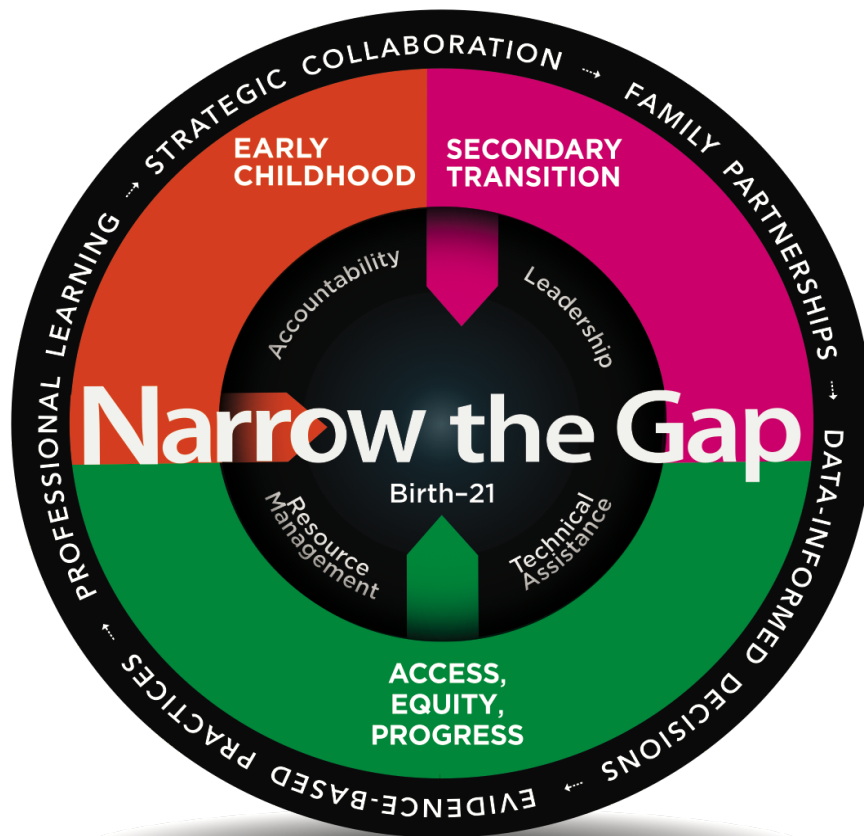 STRATEGIC COLLABORATION → FAMILY PARTNERSHIPS → DATA-INFORMED DECISIONS → EVIDENCE-BASED PRACTICES → PROFESSIONAL LEARNING →
EARLY
CHILDHOOD
SECONDARY
TRANSITION
Accountability
Leadership
Narrow the Gap
Birth–21
Resource
Management
Technical
Assistance
ACCESS,
EQUITY,
PROGRESS